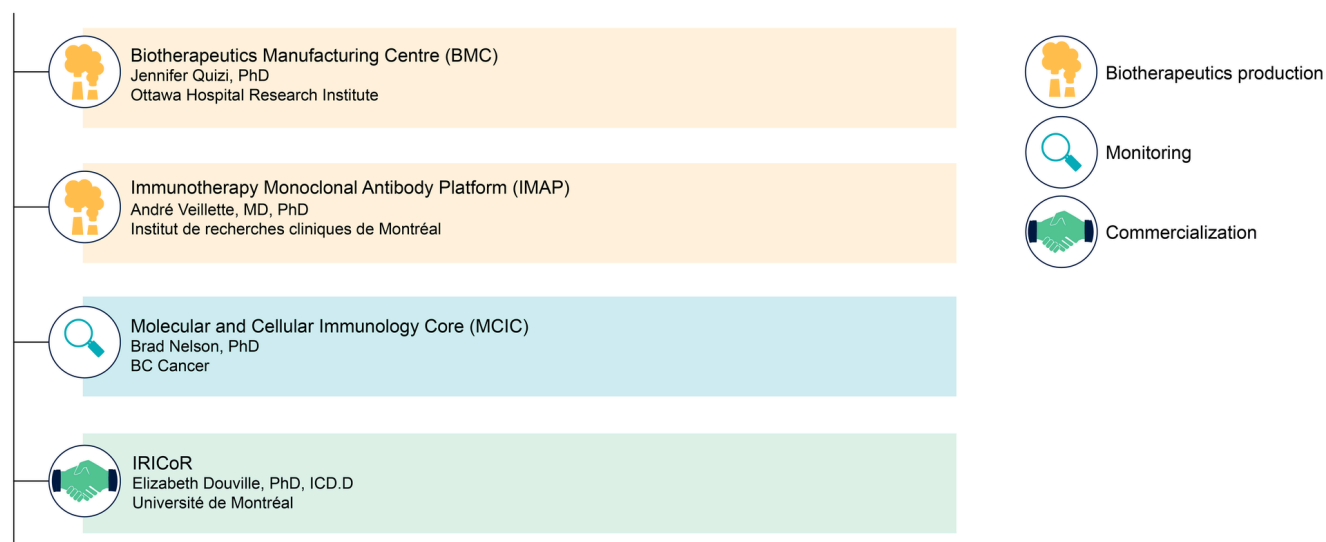 Biotherapeutics Manufacturing Centre (BMC)
Jennifer Quizi, PhD
Ottawa Hospital Research Institute
Immunotherapy Monoclonal Antibody Platform (IMAP)
André Veillette, MD, PhD
Institut de recherches cliniques de Montréal
Molecular and Cellular Immunology Core (MCIC)
Brad Nelson, PhD
BC Cancer
IRICoR
Elizabeth Douville, PhD, ICD.D
Université de Montréal
Biotherapeutics production
Monitoring
Commercialization